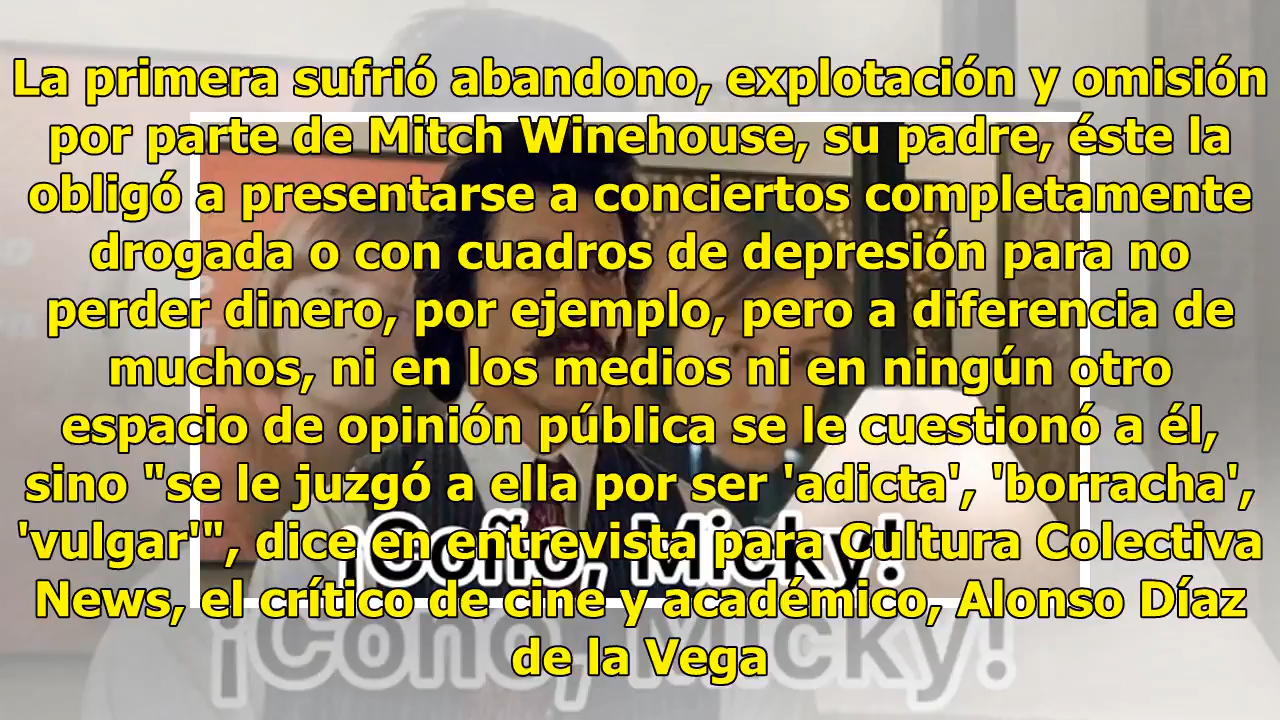 La primera sufrió abandono, explotación y omisión
por parte de Mitch Winehouse, su padre, éste la
obligó a presentarse a conciertos completamente
drogada o con cuadros de depresión para no
perder dinero, por ejemplo, pero a diferencia de
muchos, ni en los medios ni en ningún otro
espacio de opinión pública se le cuestionó a él,
sino "se le juzgó a ella por ser 'adicta', 'borracha',
'vulgar'", dice en entrevista para Cultura Colectiva
News, el crítico de cine y académico, Alonso Díaz
de la Vega
¡Coño, Micky!
¡Coño, Micky!